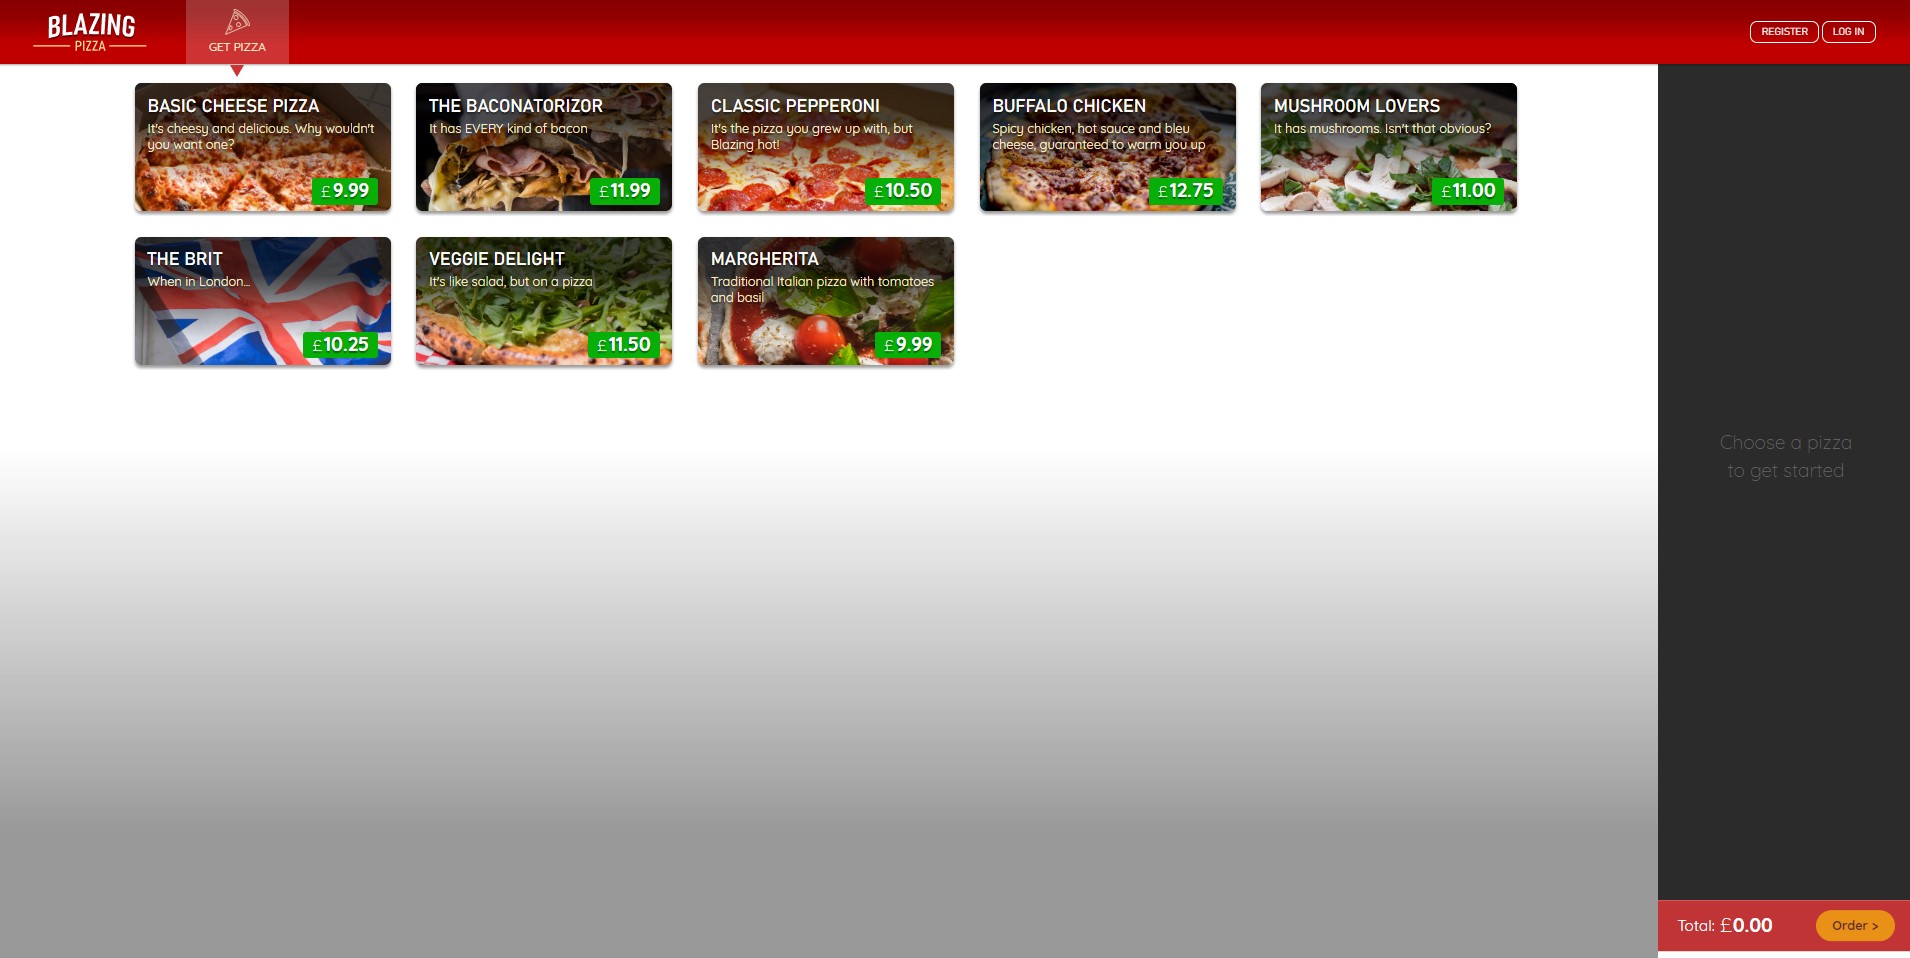 BLAZING
PIZZA
GET PIZZA
REGISTER
LOG IN
BASIC CHEESE PIZZA
It's cheesy and delicious. Why wouldn't
you want one?
£9.99
THE BACONATORIZOR
It has EVERY kind of bacon
£11.99
CLASSIC PEPPERONI
It's the pizza you grew up with, but
Blazing hot!
£10.50
BUFFALO CHICKEN
Spicy chicken, hot sauce and bleu
cheese, guaranteed to warm you up
£12.75
MUSHROOM LOVERS
It has mushrooms. Isn't that obvious?
£11.00
THE BRIT
When in London...
£10.25
VEGGIE DELIGHT
It's like salad, but on a pizza
£11.50
MARGHERITA
Traditional Italian pizza with tomatoes
and basil
£9.99
Choose a pizza
to get started
Total: £0.00
Order >